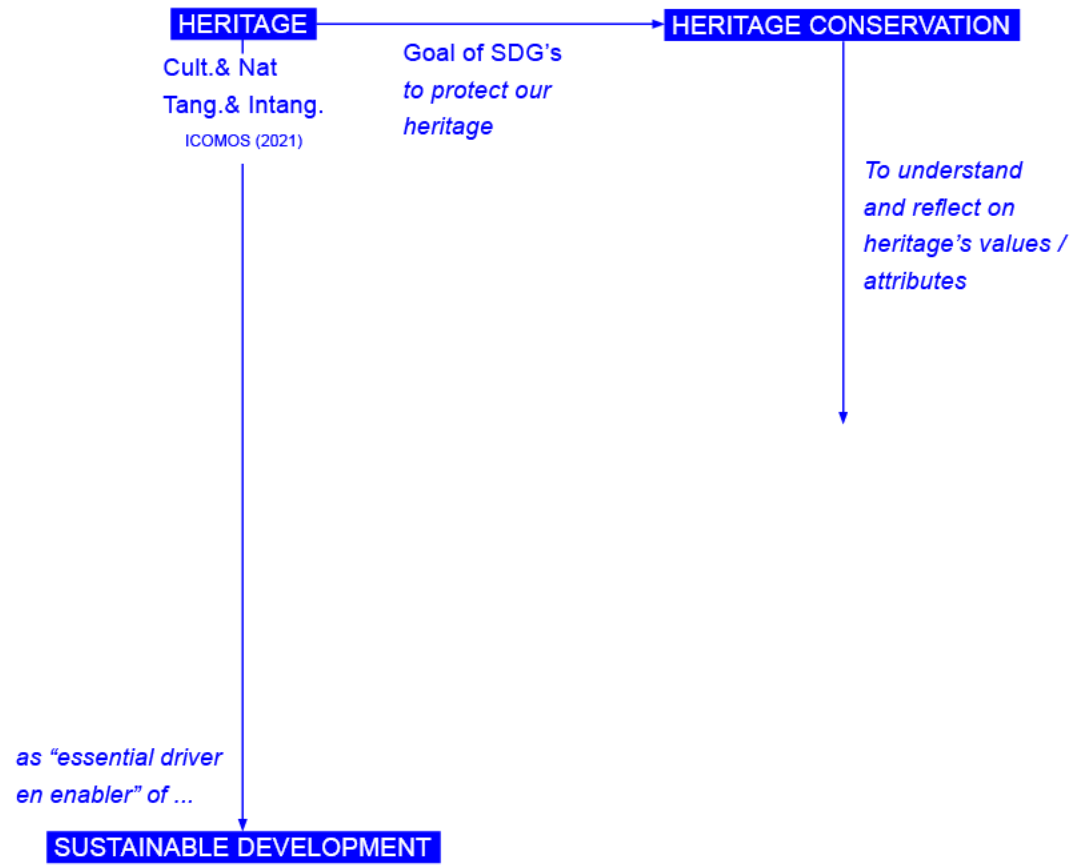 HERITAGE
HERITAGE CONSERVATION
Cult.& Nat
Tang.& Intang.
ICOMOS (2021)
Goal of SDG’s
to protect our
heritage
To understand
and reflect on
heritage’s values /
attributes
as “essential driver
en enabler” of ...
SUSTAINABLE DEVELOPMENT